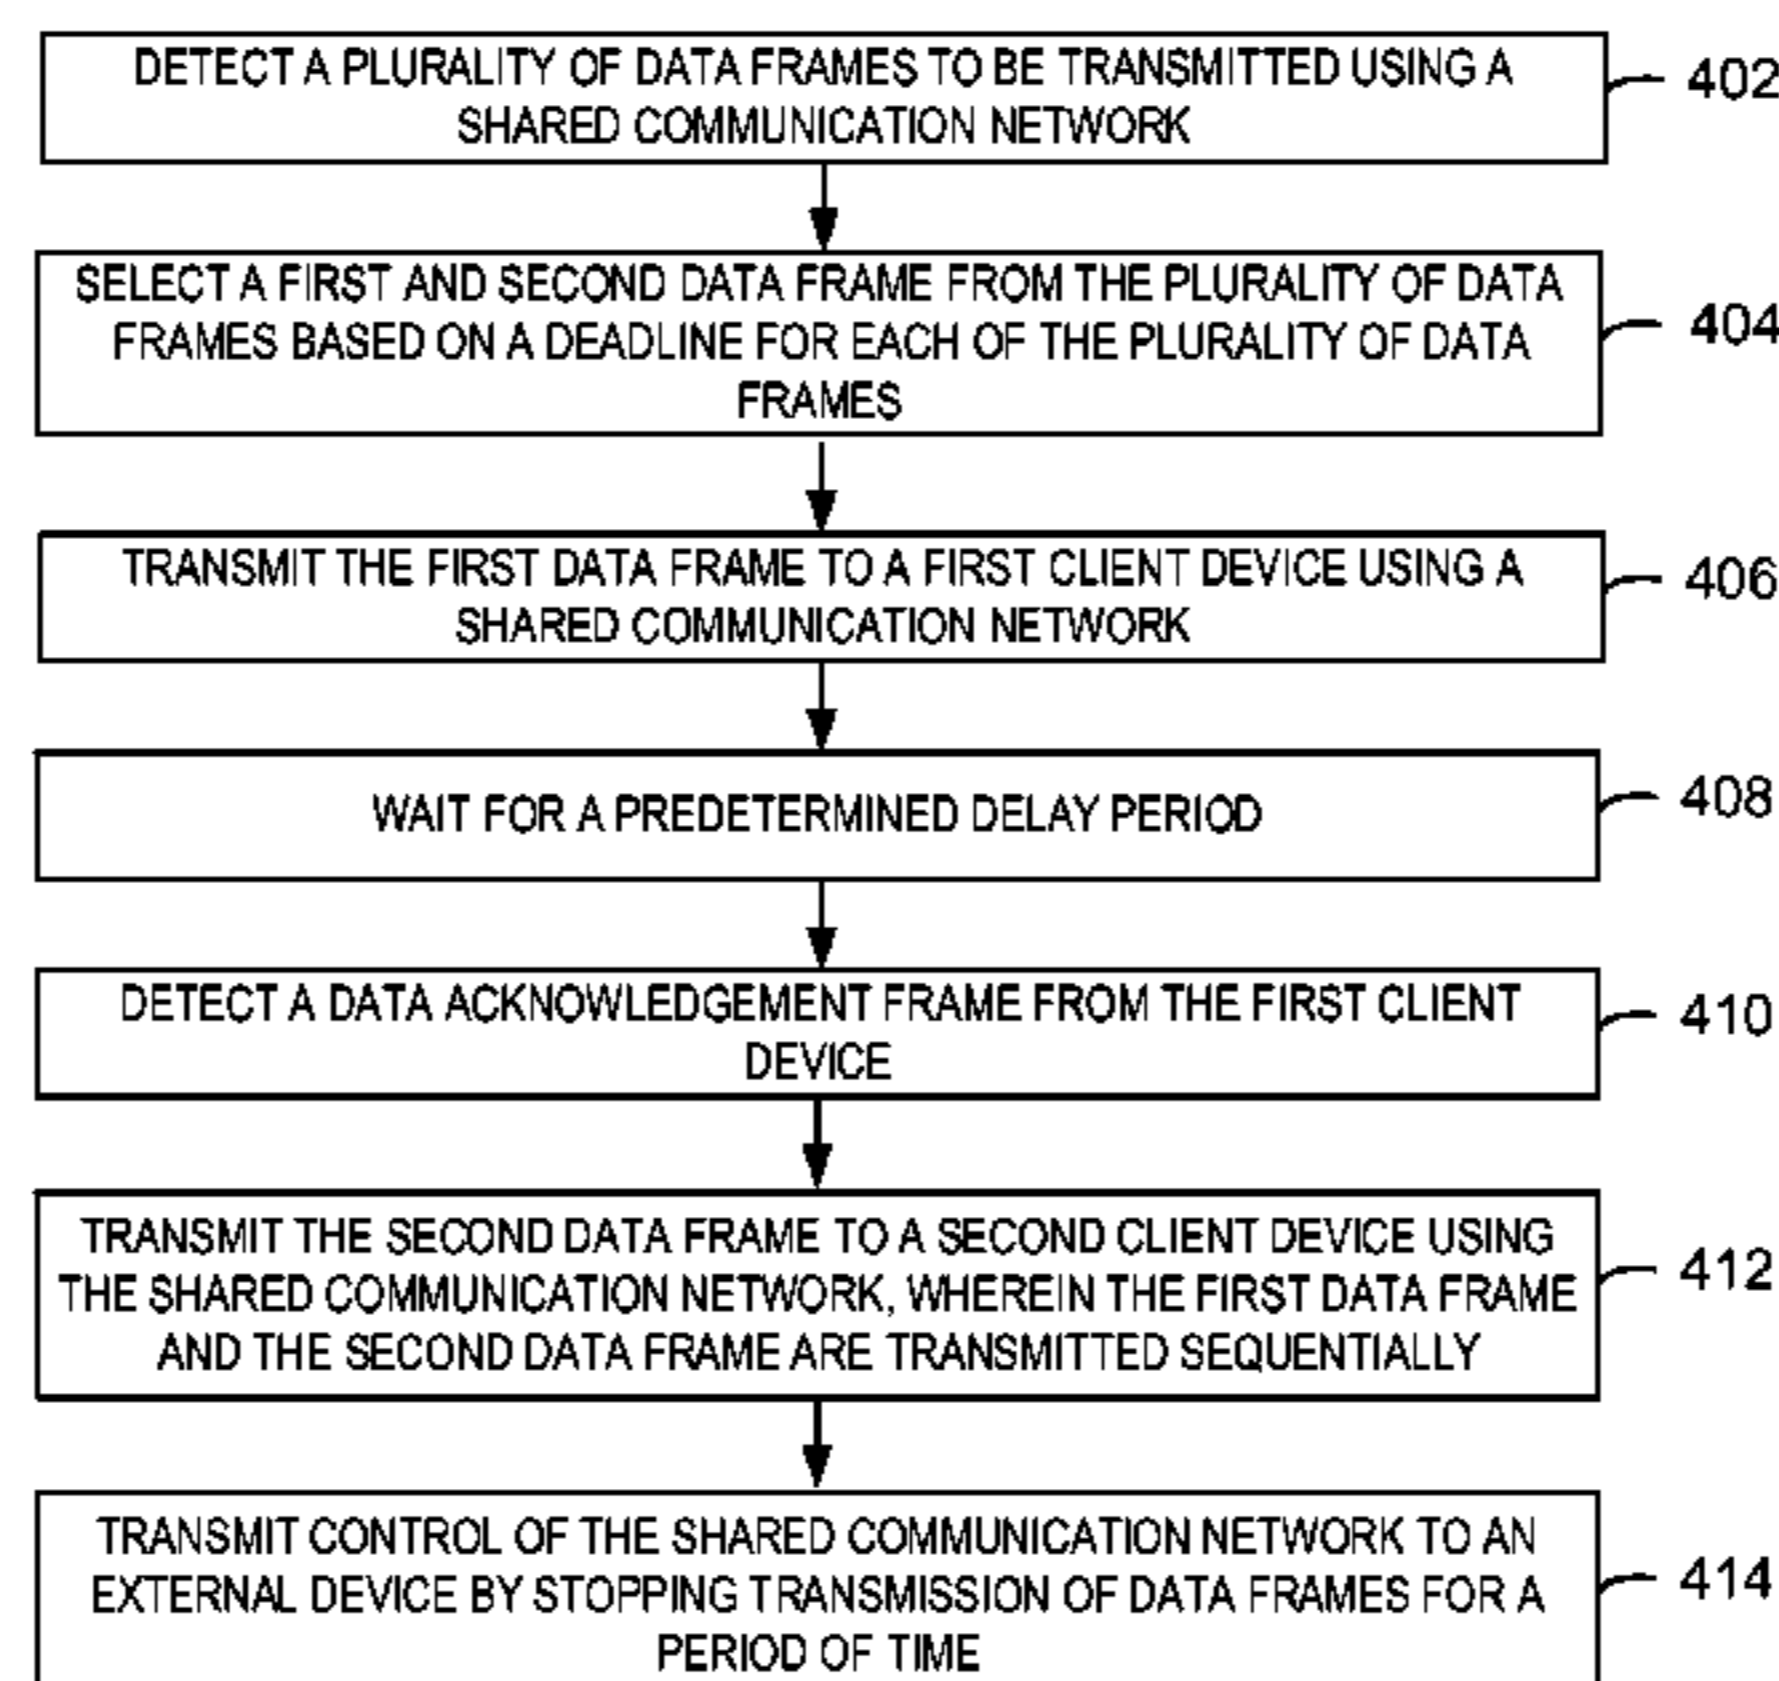 DETECT A PLURALITY OF DATA FRAMES TO BE TRANSMITTED USING A
SHARED COMMUNICATION NETWORK
402
SELECT A FIRST AND SECOND DATA FRAME FROM THE PLURALITY OF DATA
FRAMES BASED ON A DEADLINE FOR EACH OF THE PLURALITY OF DATA
FRAMES
404
TRANSMIT THE FIRST DATA FRAME TO A FIRST CLIENT DEVICE USING A
SHARED COMMUNICATION NETWORK
406
WAIT FOR A PREDETERMINED DELAY PERIOD
408
DETECT A DATA ACKNOWLEDGEMENT FRAME FROM THE FIRST CLIENT
DEVICE
410
TRANSMIT THE SECOND DATA FRAME TO A SECOND CLIENT DEVICE USING
THE SHARED COMMUNICATION NETWORK, WHEREIN THE FIRST DATA FRAME
AND THE SECOND DATA FRAME ARE TRANSMITTED SEQUENTIALLY
412
TRANSMIT CONTROL OF THE SHARED COMMUNICATION NETWORK TO AN
EXTERNAL DEVICE BY STOPPING TRANSMISSION OF DATA FRAMES FOR A
PERIOD OF TIME
414